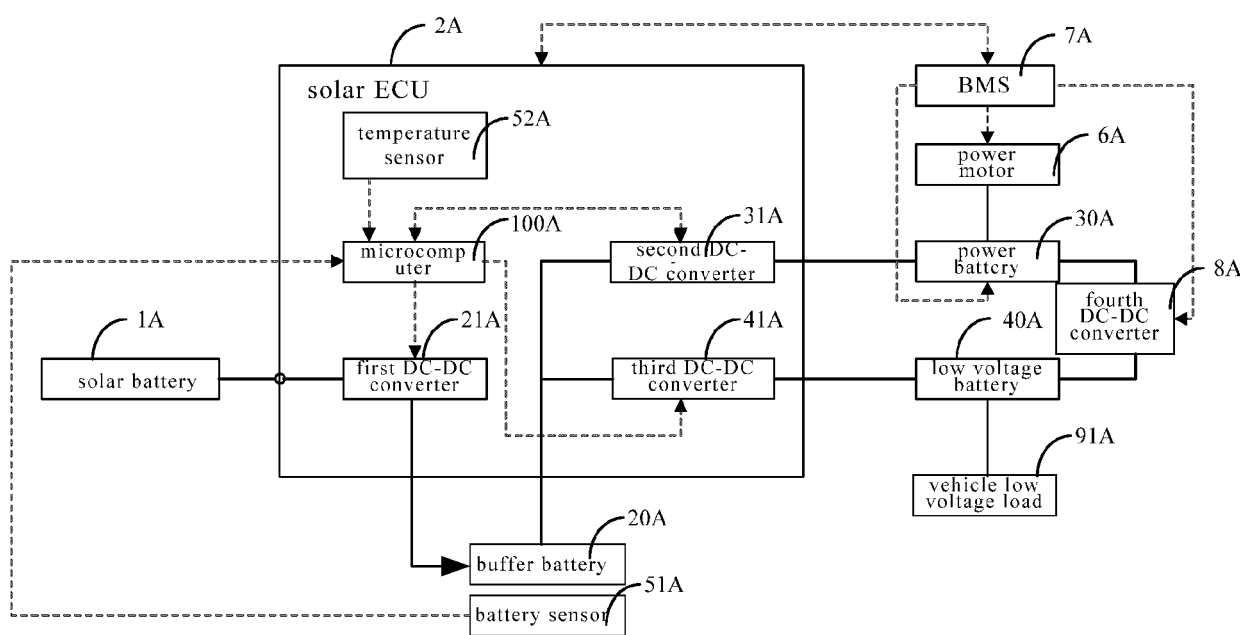 2A
7A
solar ECU
BMS
52A
temperature
sensor
6A
power
motor
100A
31A
30A
microcomp
uter
second DC-
DC converter
power
battery
8A
fourth
DC-DC
converter
1A
21A
41A
40A
solar battery
first DC-DC
converter
third DC-DC
converter
low voltage
battery
91A
vehicle low
voltage load
20A
buffer battery
51A
battery sensor